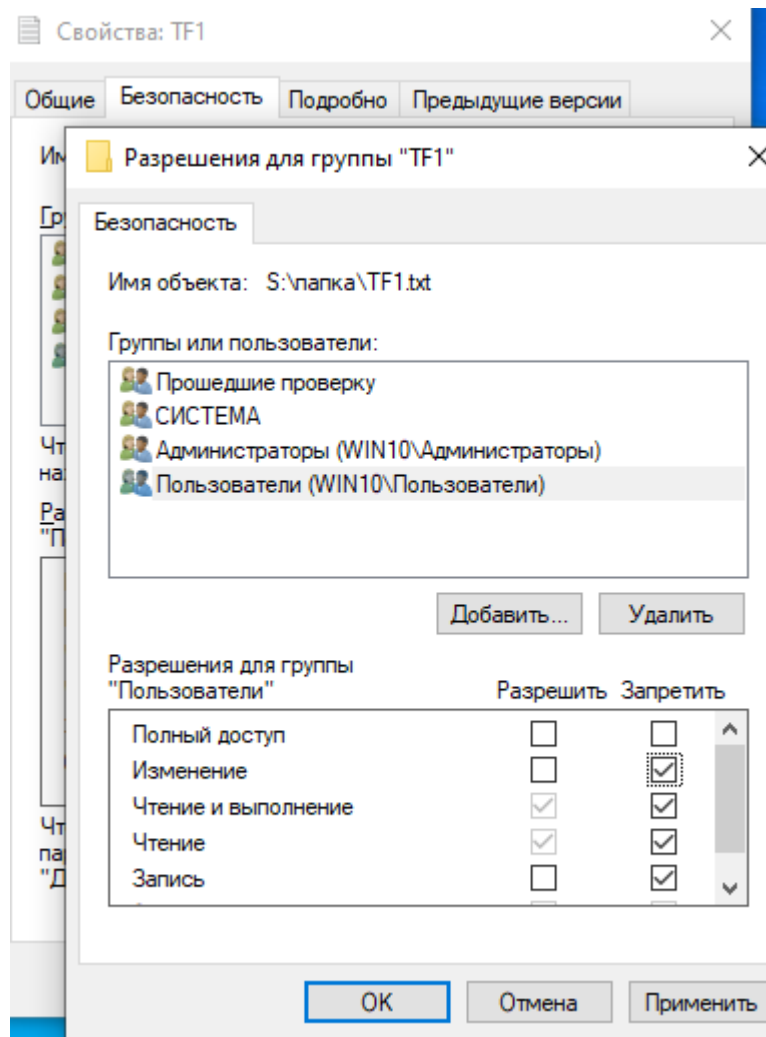 Свойства: TF1
Общие Безопасность Подробно Предыдущие версии
Разрешения для группы "TF1"
Безопасность
Имя объекта: S:\папка\TF1.txt
Группы или пользователи:
Прошедшие проверку
СИСТЕМА
Администраторы (WIN10\Администраторы)
Пользователи (WIN10\Пользователи)
Добавить... Удалить
Разрешения для группы
"Пользователи" Разрешить Запретить
Полный доступ
Изменение
Чтение и выполнение
Чтение
Запись
ОК Отмена Применить